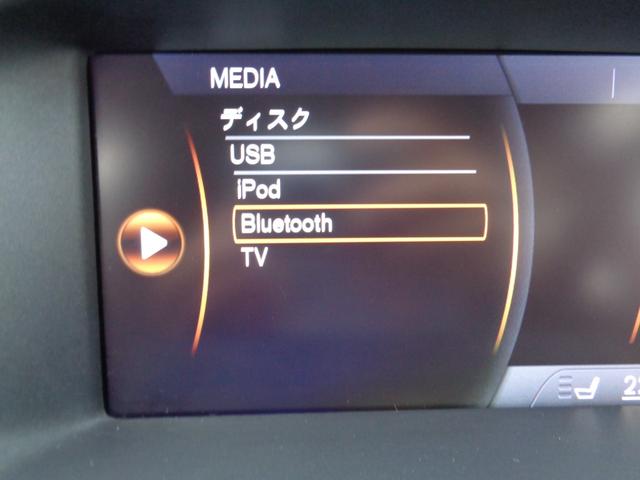 MEDIA
ディスク
USB
iPod
Bluetooth
TV